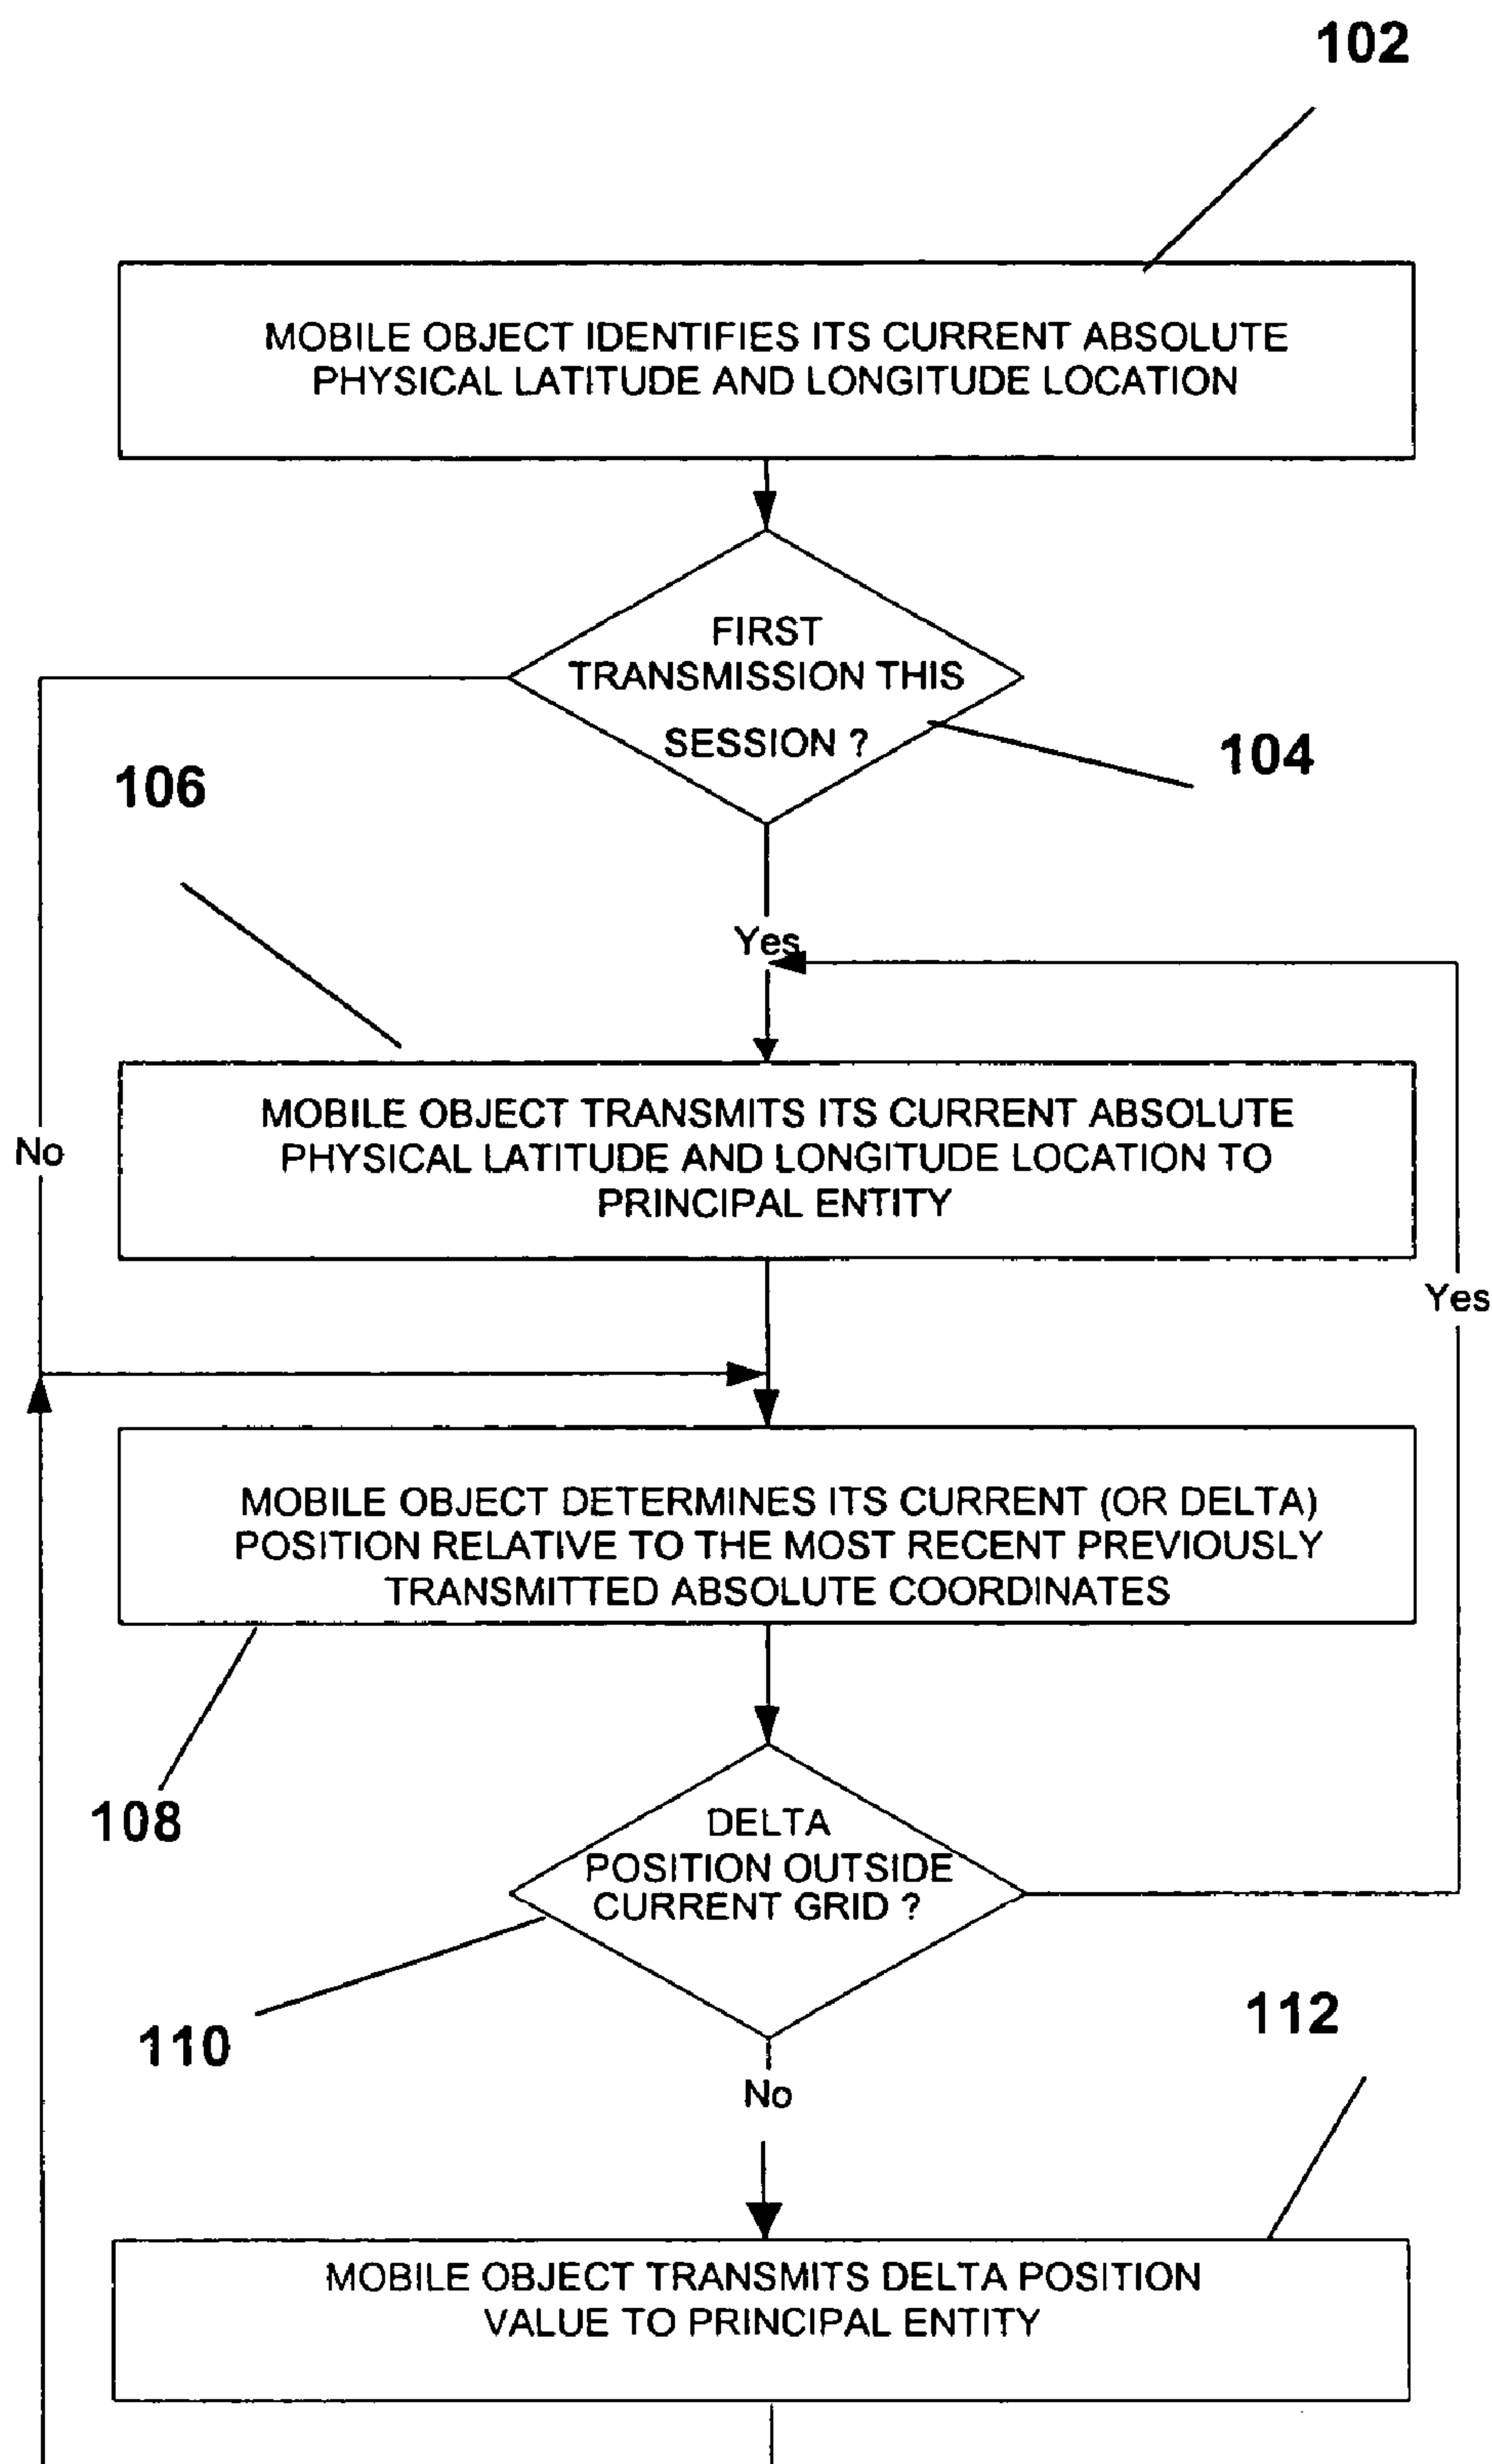 102
MOBILE OBJECT IDENTIFIES ITS CURRENT ABSOLUTE
PHYSICAL LATITUDE AND LONGITUDE LOCATION
FIRST
TRANSMISSION THIS
SESSION ?
104
106
Yes
No
MOBILE OBJECT TRANSMITS ITS CURRENT ABSOLUTE
PHYSICAL LATITUDE AND LONGITUDE LOCATION TO
PRINCIPAL ENTITY
Yes
MOBILE OBJECT DETERMINES ITS CURRENT (OR DELTA)
POSITION RELATIVE TO THE MOST RECENT PREVIOUSLY
TRANSMITTED ABSOLUTE COORDINATES
108
DELTA
POSITION OUTSIDE
CURRENT GRID ?
110
112
No
MOBILE OBJECT TRANSMITS DELTA POSITION
VALUE TO PRINCIPAL ENTITY